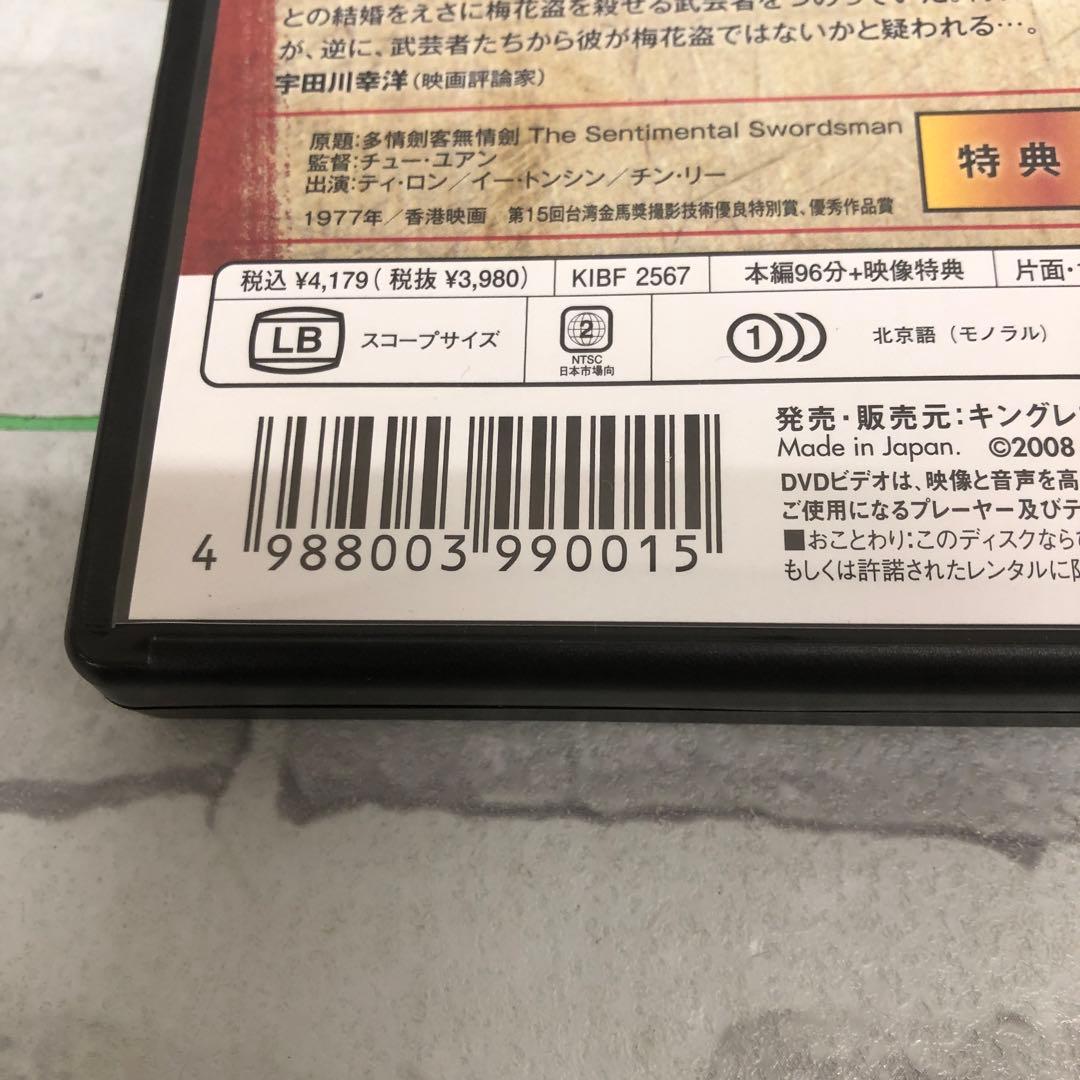 との結婚をえさに梅花盗を殺せる武芸者を
が、逆に、武芸者たちから彼が梅花盗ではないかと疑われる…。
宇田川幸洋(映画評論家)
原題:多情劍客無情劍 The Sentimental Swordsman
監督:チュー・ユアン
出演:ティ・ロン/イー・トンシン/チン・リー
1977年/香港映画 第15回台湾金馬奨撮影技術優良特別賞、優秀作品賞
特典
税込 ¥4,179( 税抜 ¥3,980) KIBF 2567 本編96分+映像特典 片面・
LB スコープサイズ 2 NTSC 日本市場向 1 北京語(モノラル)
発売・販売元:キングレ
Made in Japan. ©2008
DVDビデオは、映像と音声を高
ご使用になるプレーヤー及びデ
■おことわり:このディスクならび
もしくは許諾されたレンタルに
4 988003 990015